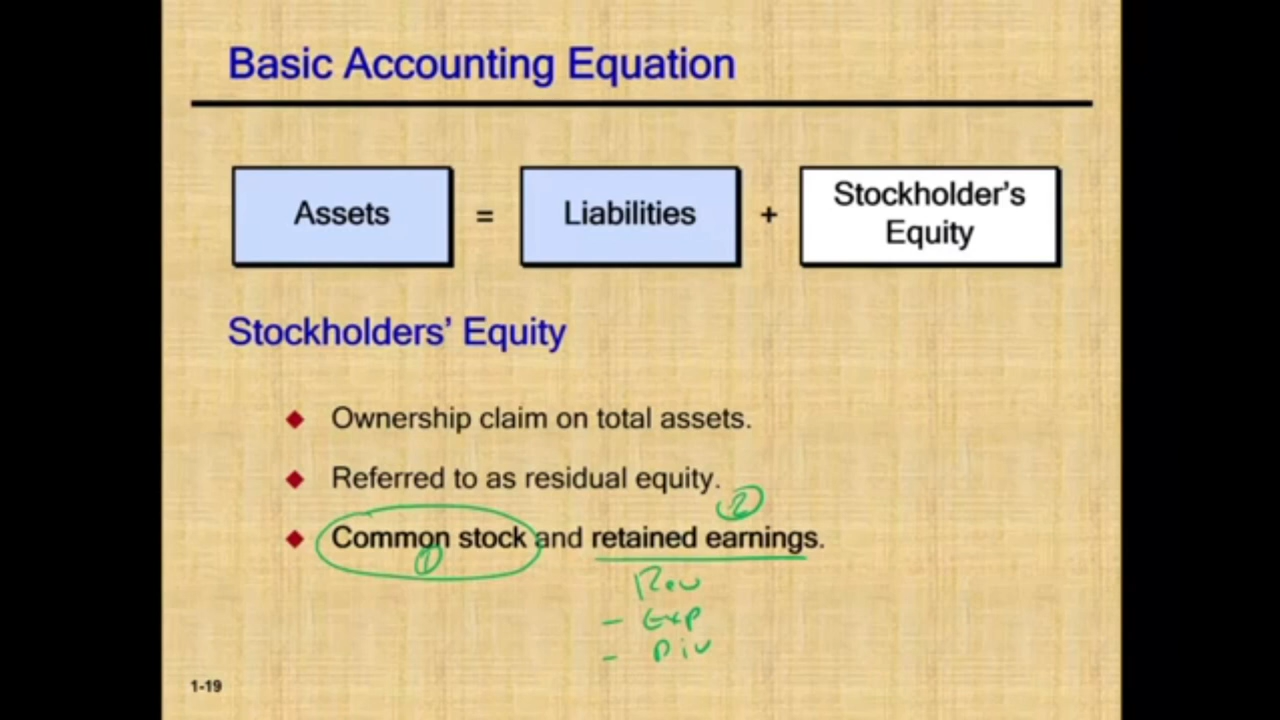 Basic Accounting Equation
Assets = Liabilities + Stockholder's Equity
Stockholders' Equity
◆ Ownership claim on total assets.
◆ Referred to as residual equity.
②
◆ Common stock and retained earnings.
①
Rev
- Exp
- Div
1-19